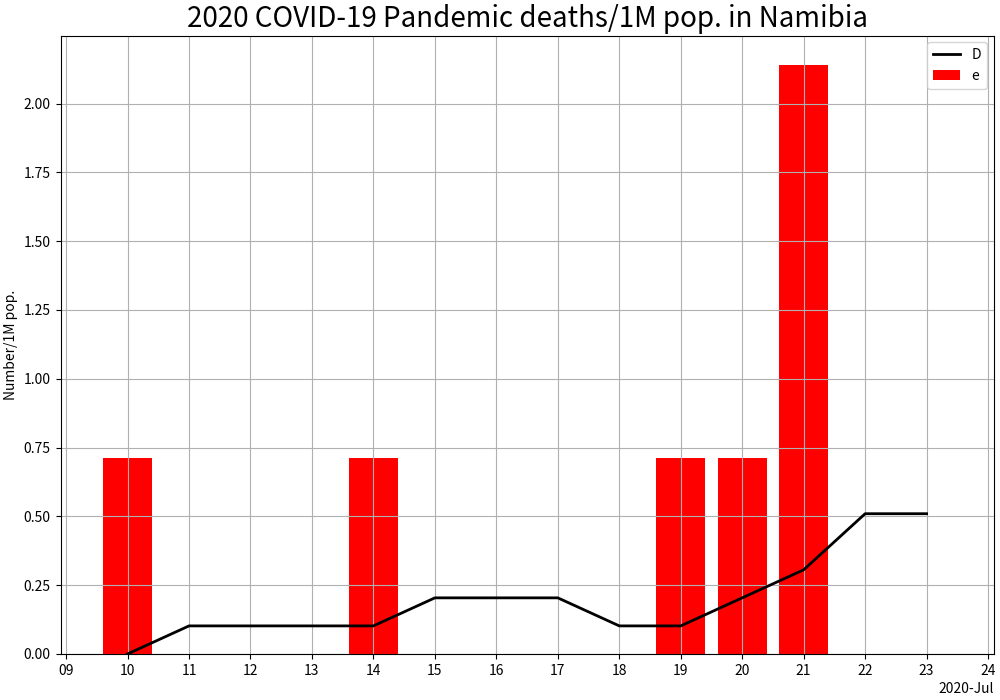 2020 COVID-19 Pandemic deaths/1M pop. in Namibia
D
e
Number/1M pop.
2.00
1.75
1.50
1.25
1.00
0.75
0.50
0.25
0.00
09 10 11 12 13 14 15 16 17 18 19 20 21 22 23 24
2020-Jul